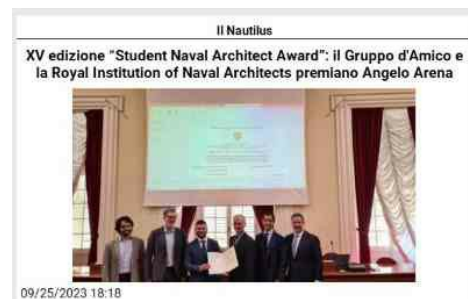 Il Nautilus
XV edizione "Student Naval Architect Award": il Gruppo d'Amico e
la Royal Institution of Naval Architects premiano Angelo Arena
09/25/2023 18:18